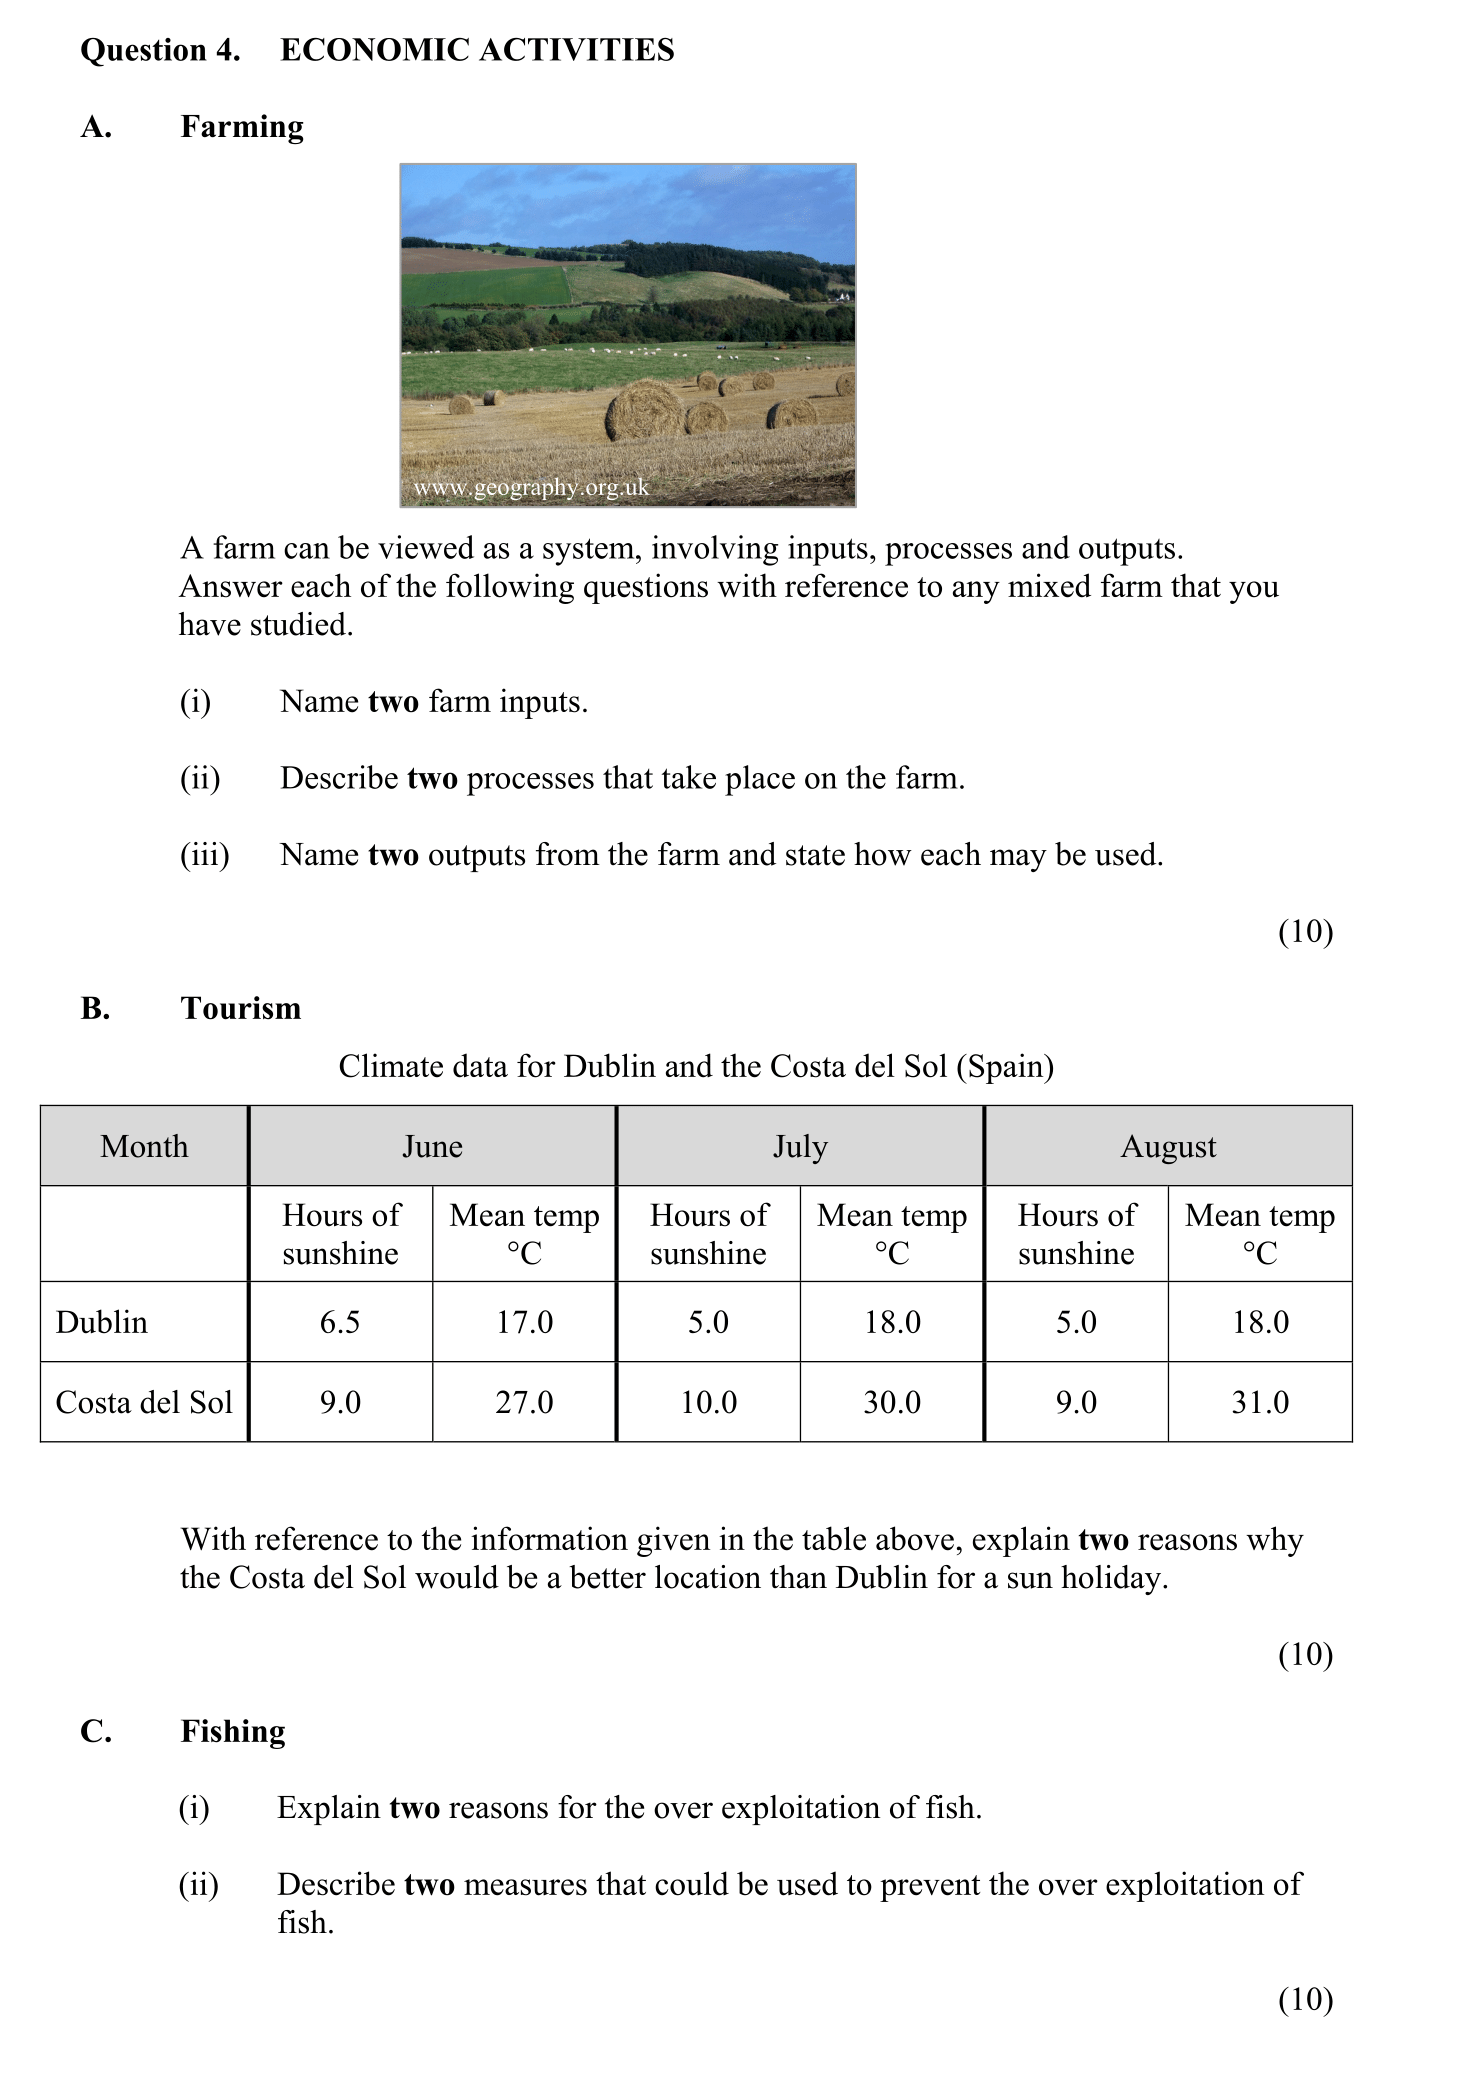 Question 4. ECONOMIC ACTIVITIES
A. Farming
www.geography.org.uk
A farm can be viewed as a system, involving inputs, processes and outputs.
Answer each of the following questions with reference to any mixed farm that you
have studied.
(i) Name two farm inputs.
(ii) Describe two processes that take place on the farm.
(iii) Name two outputs from the farm and state how each may be used.
(10)
B. Tourism
Climate data for Dublin and the Costa del Sol (Spain)
Month June July August
Hours of Mean temp Hours of Mean temp Hours of Mean temp
sunshine °C sunshine °C sunshine °C
Dublin 6.5 17.0 5.0 18.0 5.0 18.0
Costa del Sol 9.0 27.0 10.0 30.0 9.0 31.0
With reference to the information given in the table above, explain two reasons why
the Costa del Sol would be a better location than Dublin for a sun holiday.
(10)
C. Fishing
(i) Explain two reasons for the over exploitation of fish.
(ii) Describe two measures that could be used to prevent the over exploitation of
fish.
(10)